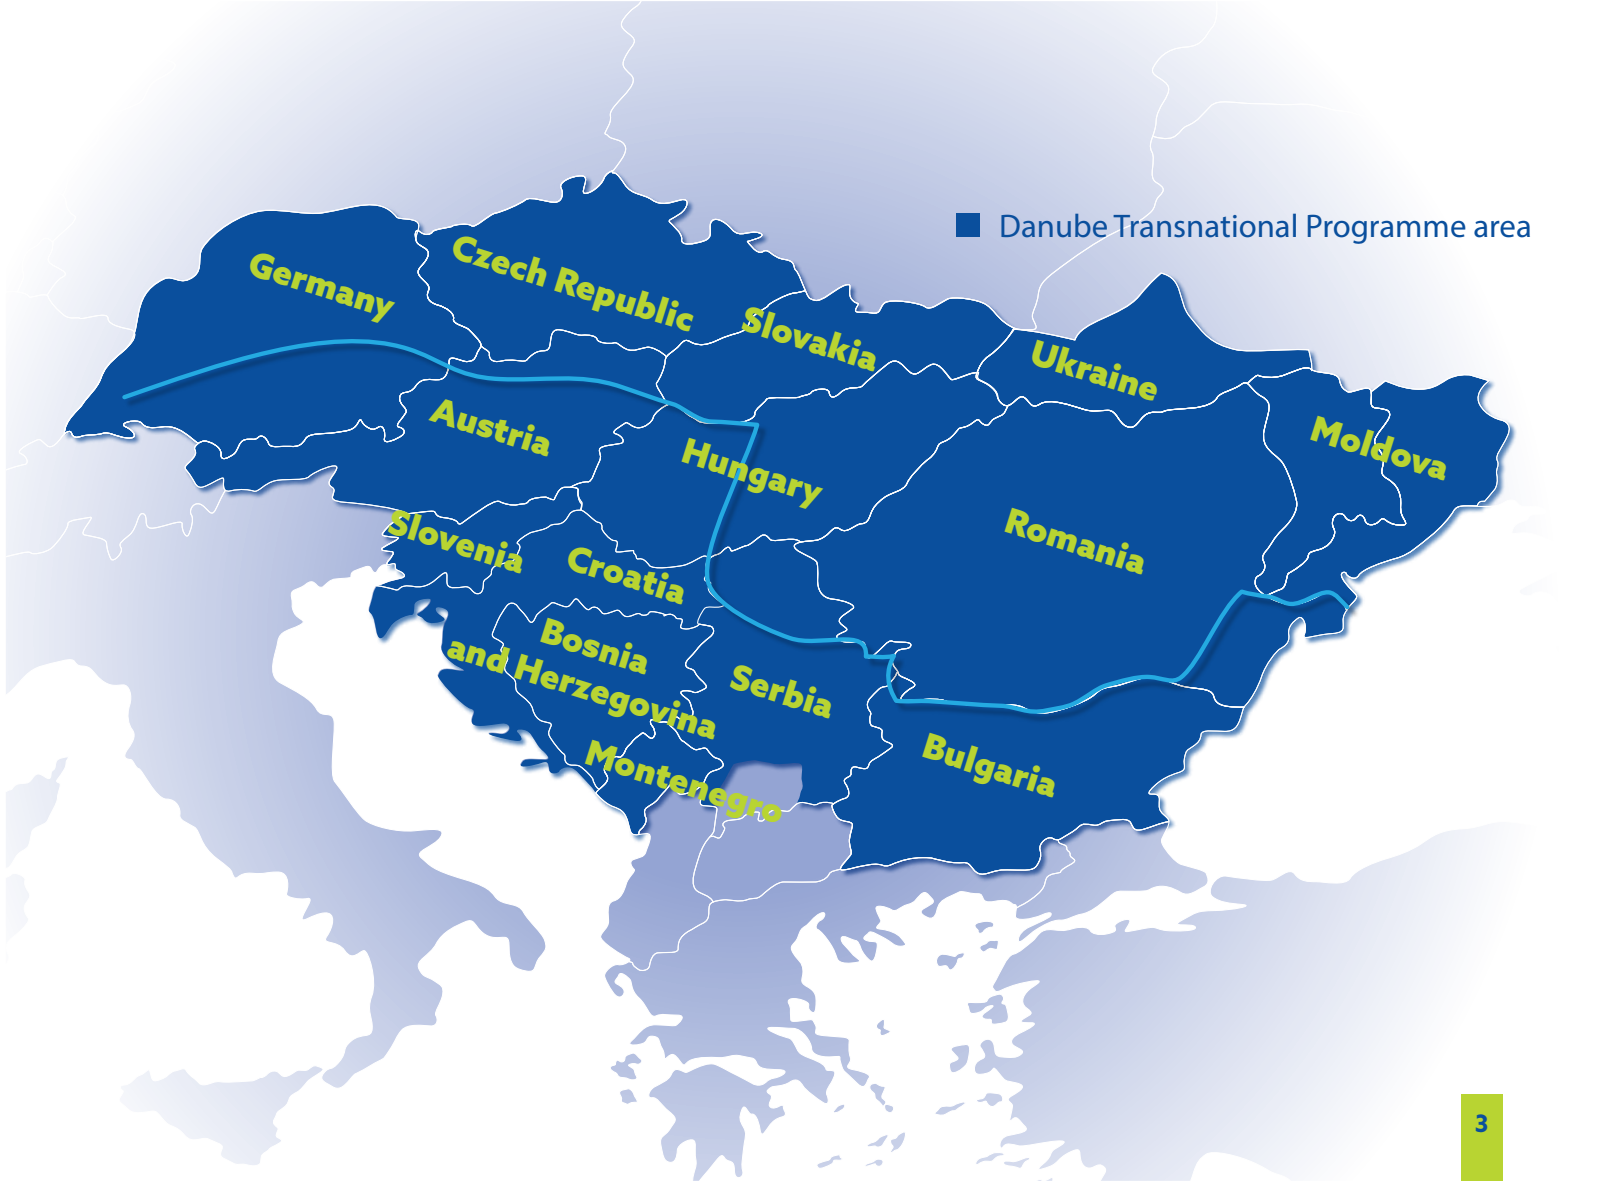 Danube Transnational Programme area
Germany
Czech Republic
Slovakia
Ukraine
Austria
Hungary
Moldova
Slovenia
Croatia
Romania
Bosnia
and Herzegovina
Serbia
Montenegro
Bulgaria
3